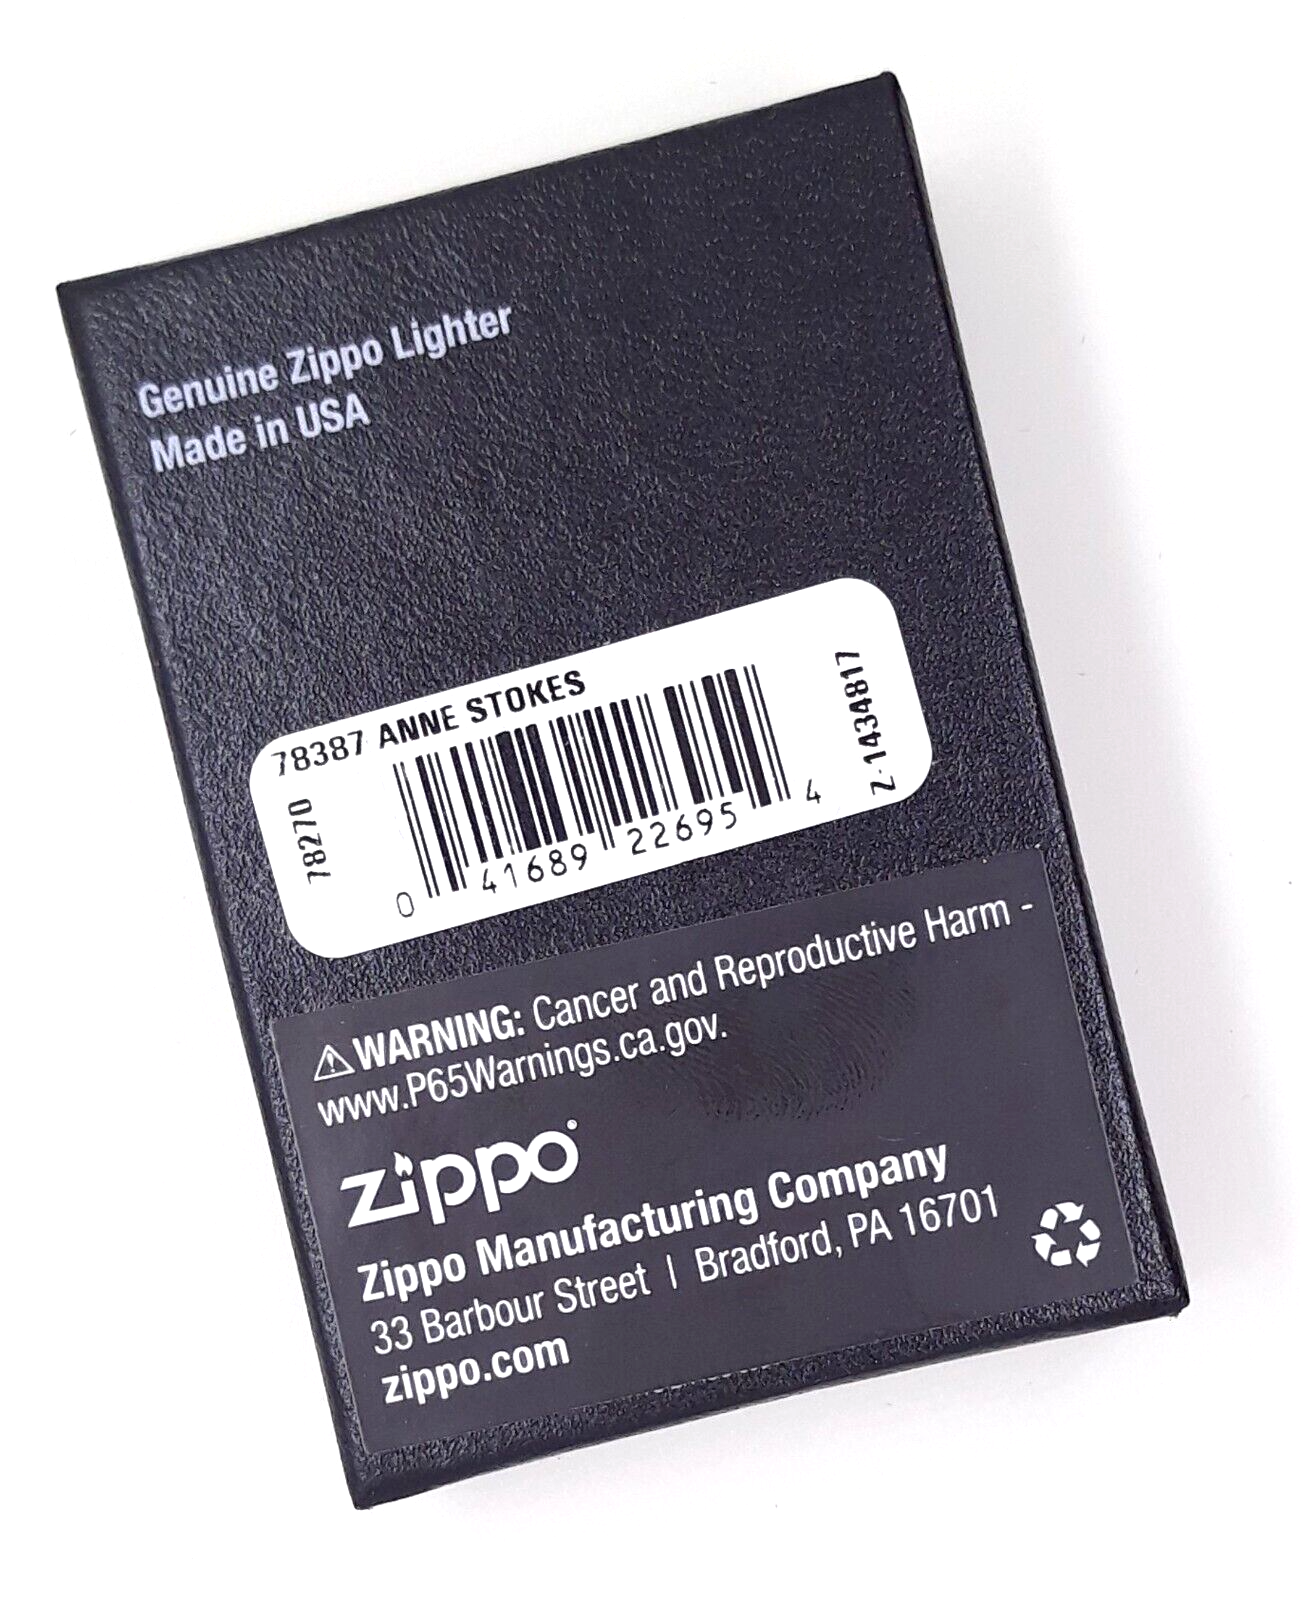 Genuine Zippo Lighter
Made in USA
78387 ANNE STOKES
78270
0 41689 22695 4
Z-1434817
⚠WARNING: Cancer and Reproductive Harm -
www.P65Warnings.ca.gov.
zippo
Zippo Manufacturing Company
33 Barbour Street | Bradford, PA 16701
zippo.com